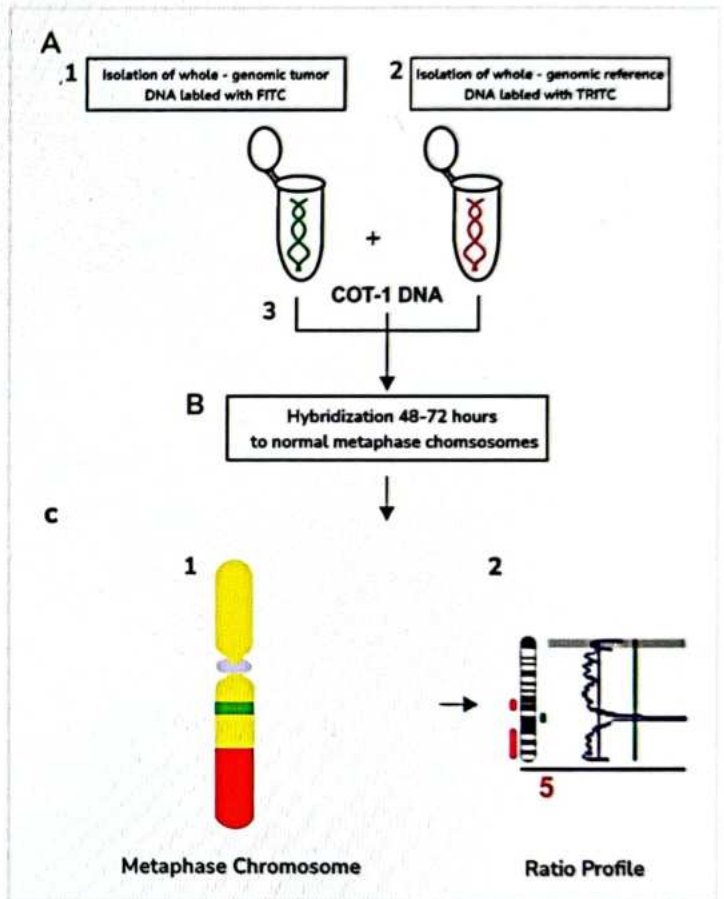 A
1
Isolation of whole - genomic tumor
DNA labled with FITC
2
Isolation of whole - genomic reference
DNA labled with TRITC
+
3
COT-1 DNA
B
Hybridization 48-72 hours
to normal metaphase chomsosomes
c
1
2
5
Metaphase Chromosome
Ratio Profile